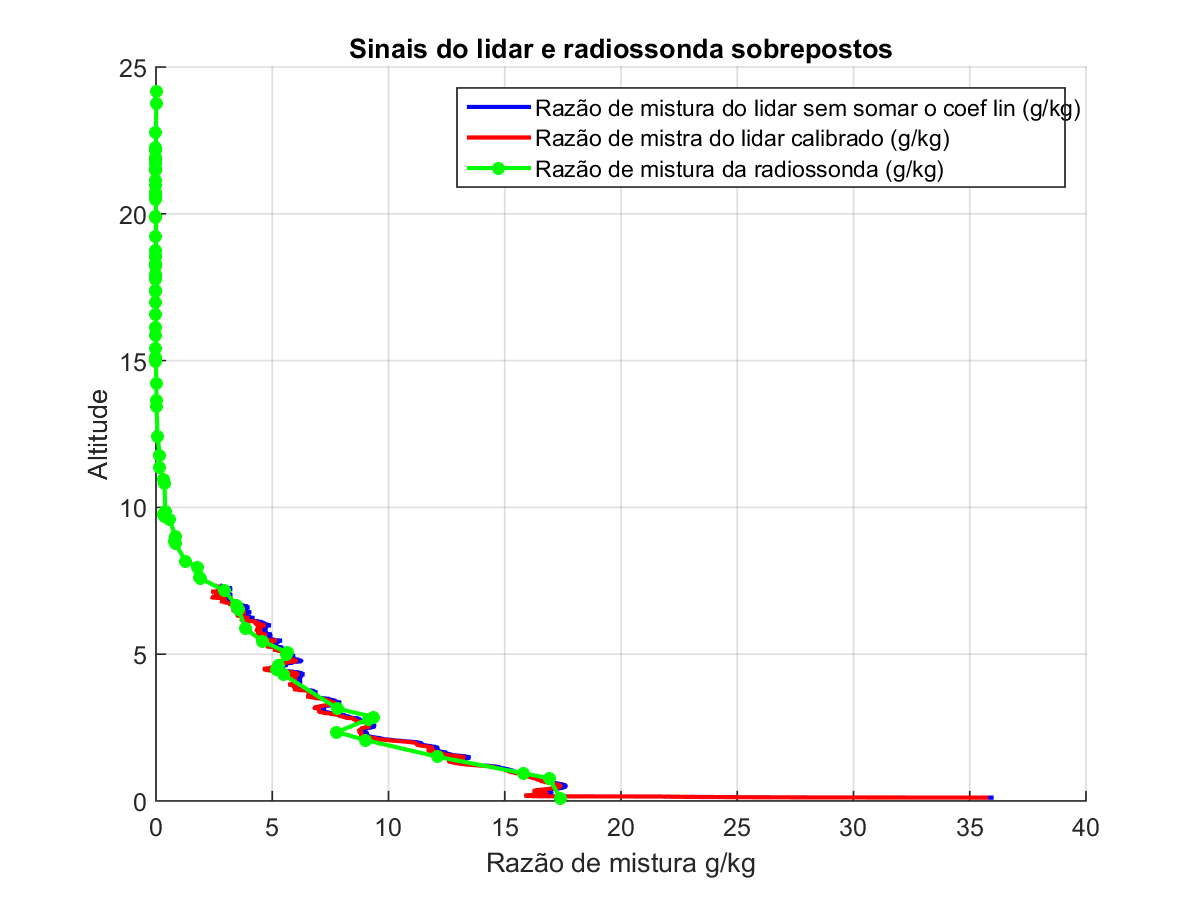 Sinais do lidar e radiossonda sobrepostos
25
Razão de mistura do lidar sem somar o coef lin (g/kg)
Razão de mistra do lidar calibrado (g/kg)
Razão de mistura da radiossonda (g/kg)
20
15
Altitude
10
5
0
0 5 10 15 20 25 30 35 40
Razão de mistura g/kg